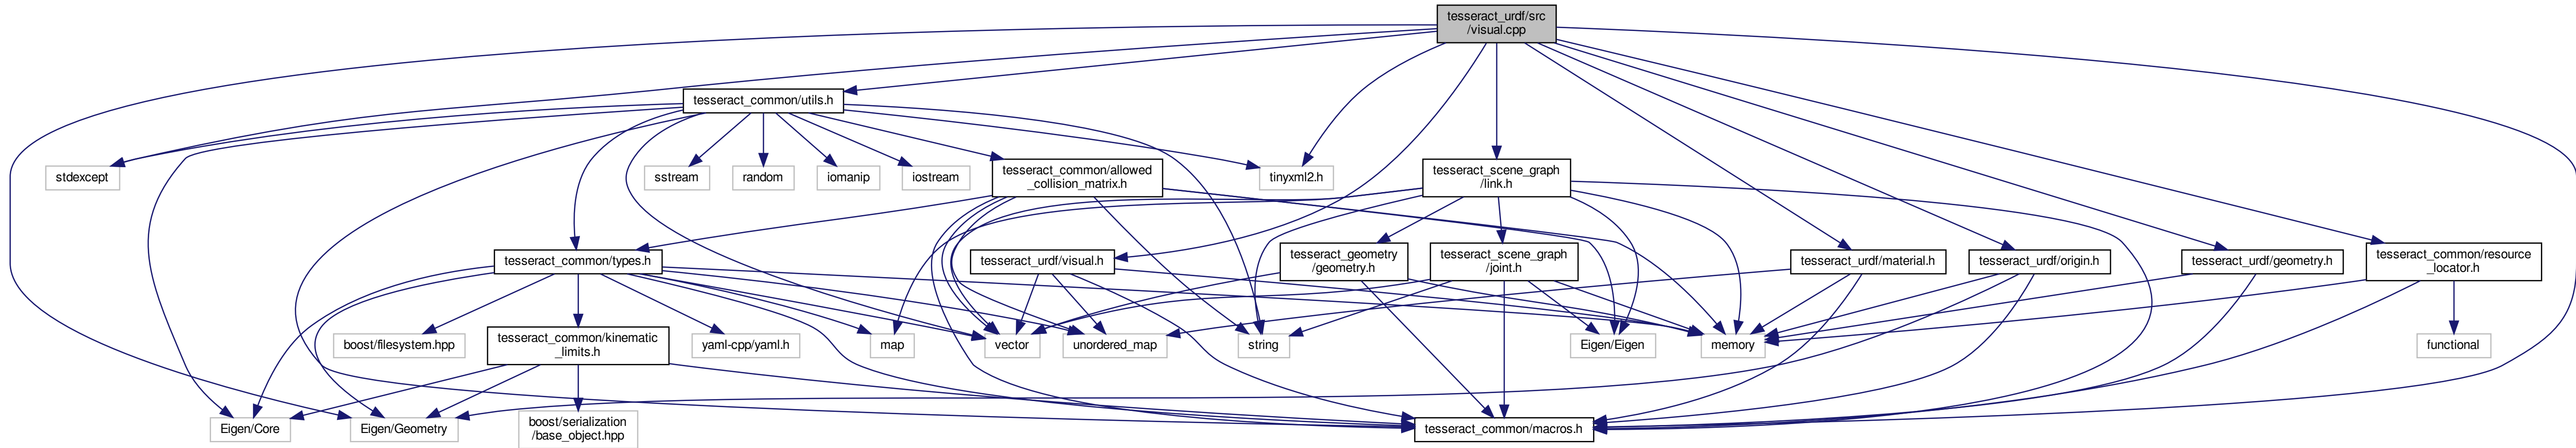 tesseract_urdf/src
/visual.cpp
tesseract_common/utils.h
stdexcept
sstream
random
iomanip
iostream
tesseract_common/allowed
_collision_matrix.h
tinyxml2.h
tesseract_scene_graph
/link.h
tesseract_common/types.h
tesseract_urdf/visual.h
tesseract_geometry
/geometry.h
tesseract_scene_graph
/joint.h
tesseract_urdf/material.h
tesseract_urdf/origin.h
tesseract_urdf/geometry.h
tesseract_common/resource
_locator.h
boost/filesystem.hpp
tesseract_common/kinematic
_limits.h
yaml-cpp/yaml.h
map
vector
unordered_map
string
Eigen/Eigen
memory
functional
Eigen/Core
Eigen/Geometry
boost/serialization
/base_object.hpp
tesseract_common/macros.h